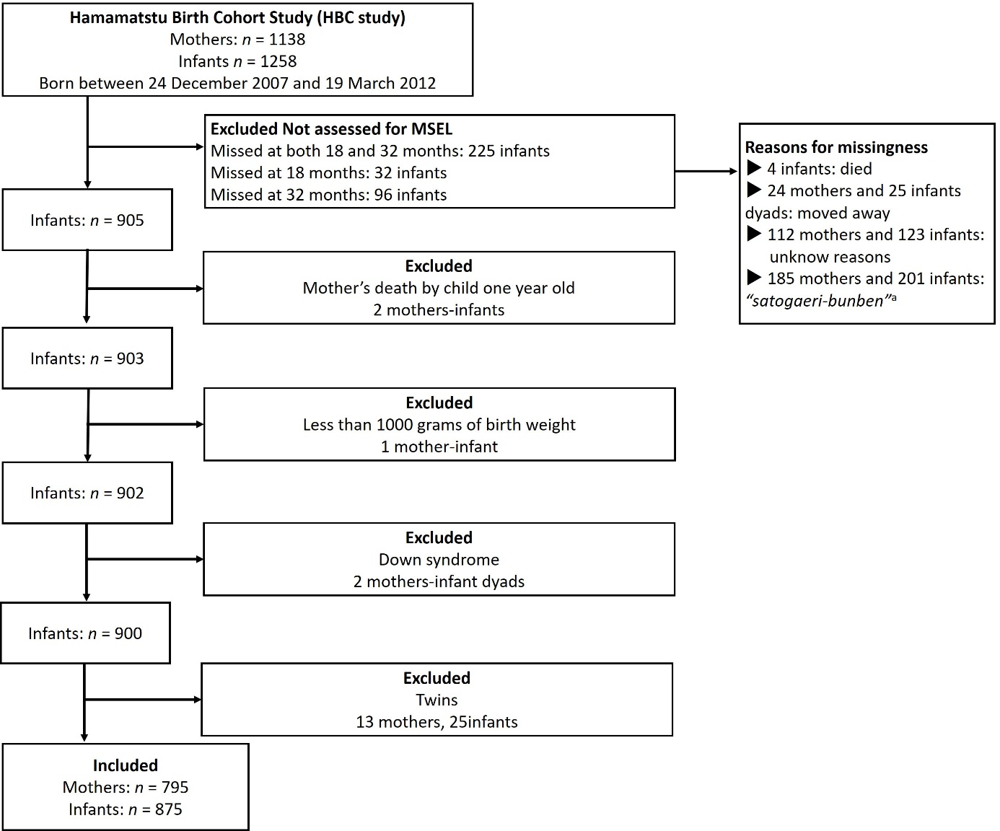 Hamamatstu Birth Cohort Study (HBC study)
Mothers: n = 1138
Infants n = 1258
Born between 24 December 2007 and 19 March 2012
Excluded Not assessed for MSEL
Missed at both 18 and 32 months: 225 infants
Missed at 18 months: 32 infants
Missed at 32 months: 96 infants
Reasons for missingness
▶ 4 infants: died
▶ 24 mothers and 25 infants
dyads: moved away
▶ 112 mothers and 123 infants:
unknow reasons
▶ 185 mothers and 201 infants:
“satogaeri-bunben”ᵃ
Infants: n = 905
Excluded
Mother’s death by child one year old
2 mothers-infants
Infants: n = 903
Excluded
Less than 1000 grams of birth weight
1 mother-infant
Infants: n = 902
Excluded
Down syndrome
2 mothers-infant dyads
Infants: n = 900
Excluded
Twins
13 mothers, 25infants
Included
Mothers: n = 795
Infants: n = 875